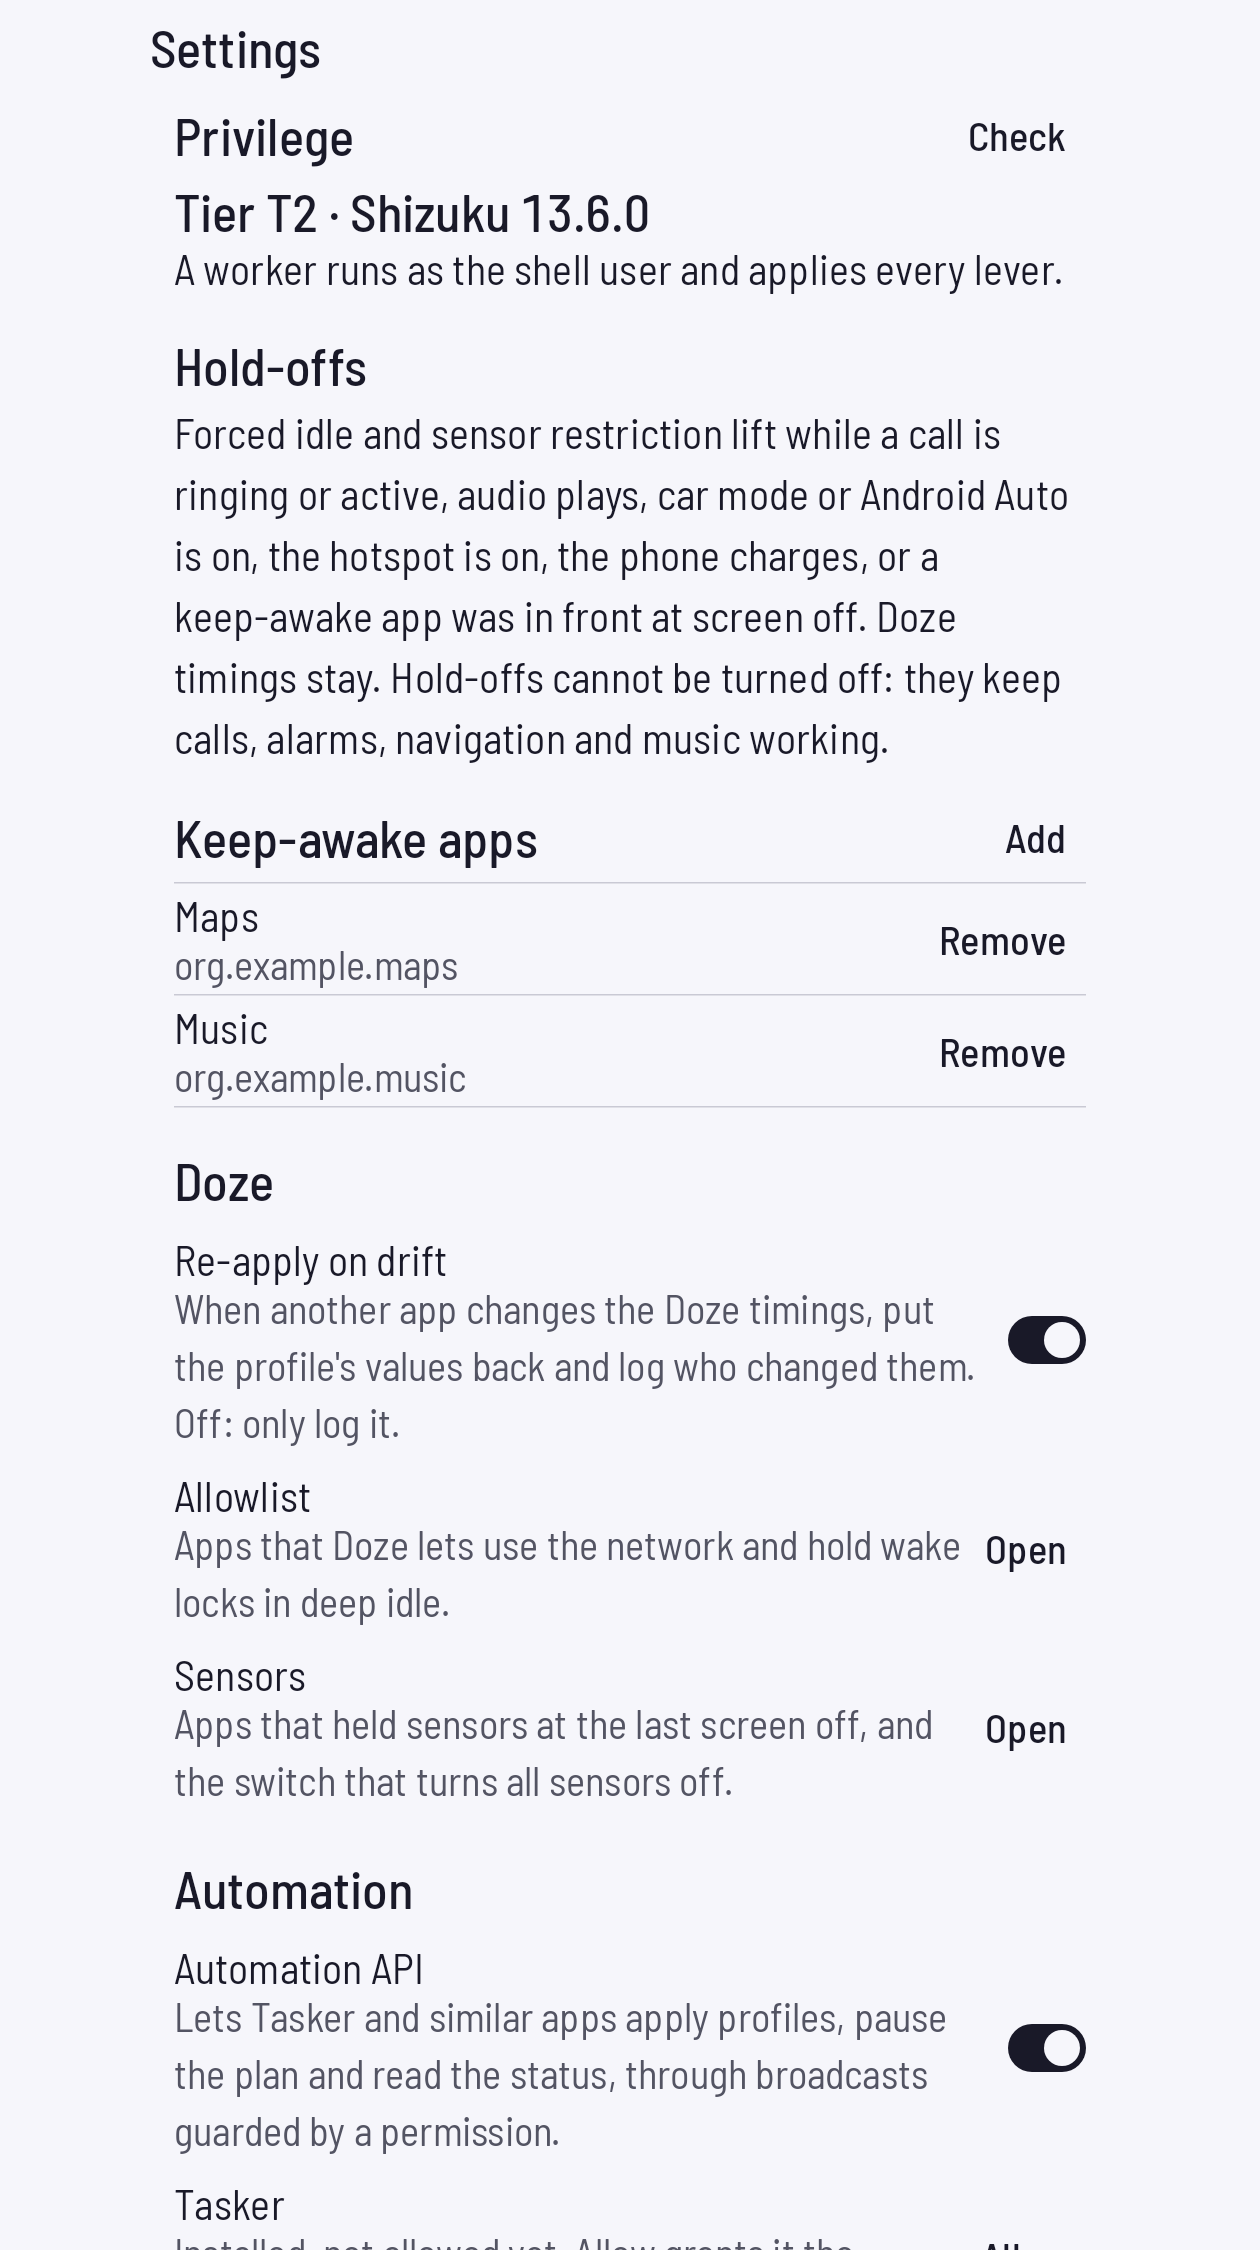 Settings
Privilege
Check
Tier T2 · Shizuku 13.6.0
A worker runs as the shell user and applies every lever.
Hold-offs
Forced idle and sensor restriction lift while a call is
ringing or active, audio plays, car mode or Android Auto
is on, the hotspot is on, the phone charges, or a
keep-awake app was in front at screen off. Doze
timings stay. Hold-offs cannot be turned off: they keep
calls, alarms, navigation and music working.
Keep-awake apps
Add
Maps
org.example.maps
Remove
Music
org.example.music
Remove
Doze
Re-apply on drift
When another app changes the Doze timings, put
the profile's values back and log who changed them.
Off: only log it.
Allowlist
Apps that Doze lets use the network and hold wake
locks in deep idle.
Open
Sensors
Apps that held sensors at the last screen off, and
the switch that turns all sensors off.
Open
Automation
Automation API
Lets Tasker and similar apps apply profiles, pause
the plan and read the status, through broadcasts
guarded by a permission.
Tasker
Installed, not allowed yet. Allow grants it the